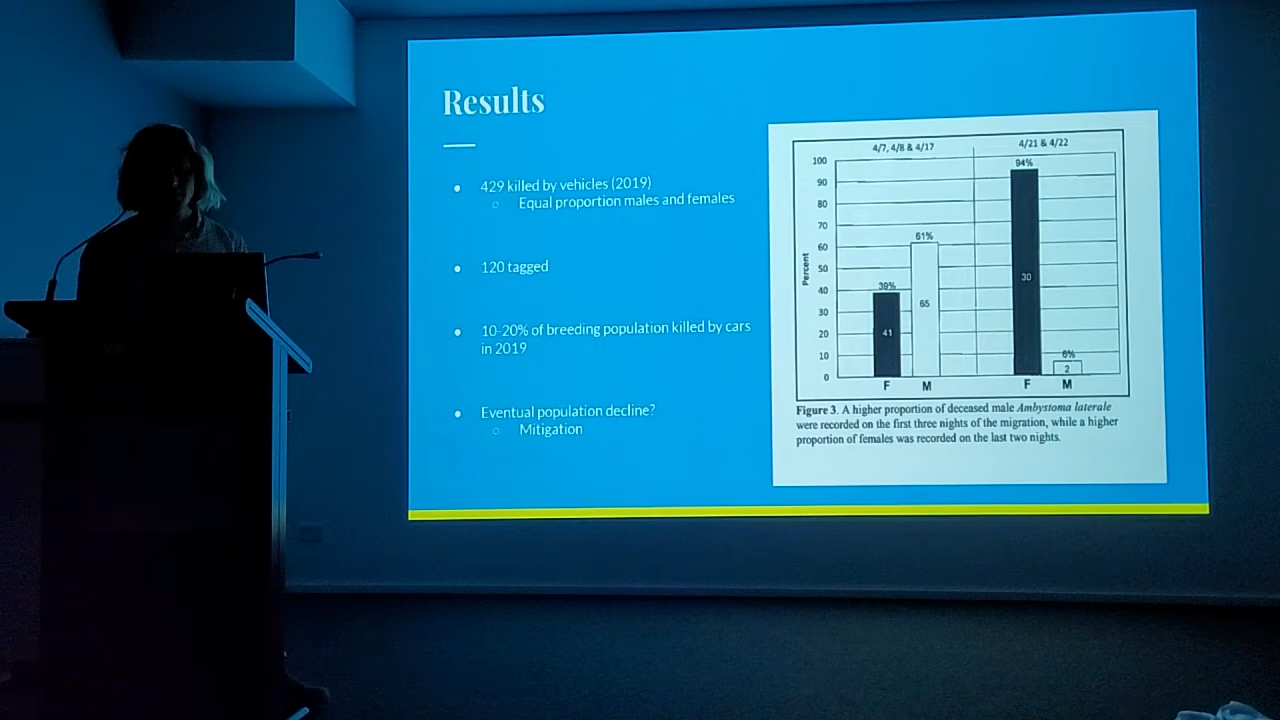 Results
429 killed by vehicles (2019)
Equal proportion males and females
120 tagged
10-20% of breeding population killed by cars
in 2019
Eventual population decline?
Mitigation
4/7, 4/8 & 4/17
4/21 & 4/22
Percent
100
90
80
70
60
50
40
30
20
10
0
39%
41
61%
65
94%
30
6%
2
F
M
F
M
Figure 3. A higher proportion of deceased male Ambystoma laterale
were recorded on the first three nights of the migration, while a higher
proportion of females was recorded on the last two nights.